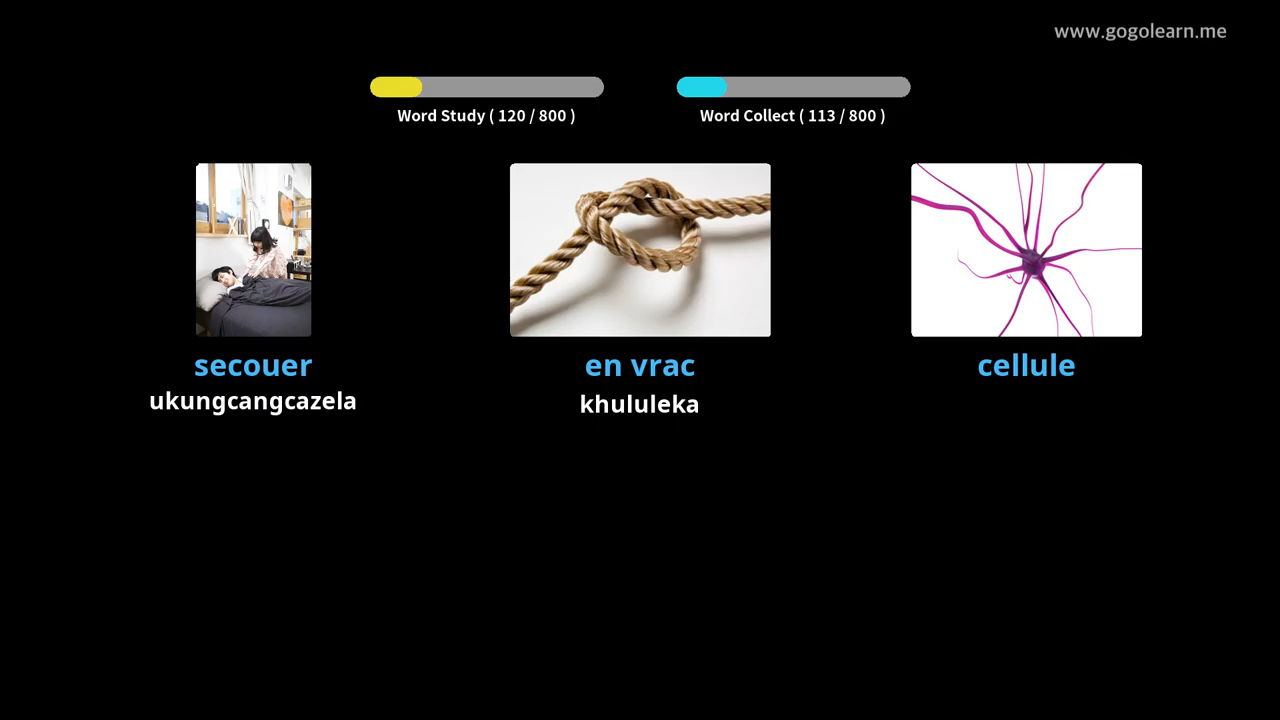 www.gogolearn.me
Word Study ( 120 / 800 )
Word Collect ( 113 / 800 )
secouer
en vrac
cellule
ukungcangcazela
khululeka